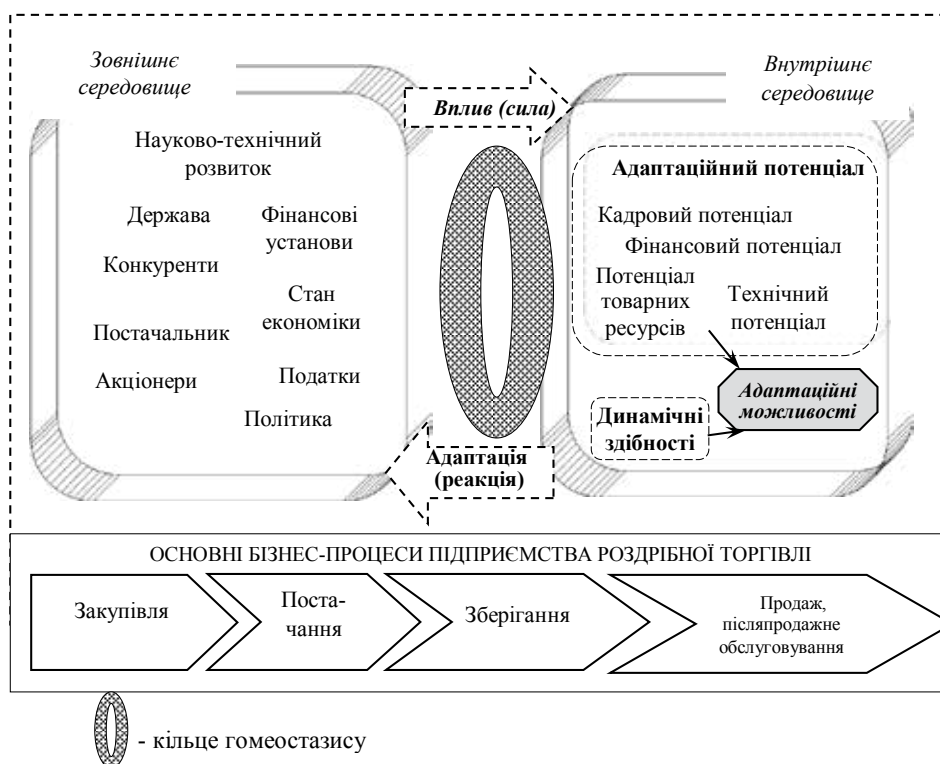 Зовнішнє
середовище
Науково-технічний
розвиток
Держава
Фінансові
установи
Конкуренти
Стан
економіки
Постачальник
Акціонери
Податки
Політика
Вплив (сила)
Адаптація
(реакція)
Внутрішнє
середовище
Адаптаційний потенціал
Кадровий потенціал
Фінансовий потенціал
Потенціал
товарних
ресурсів
Технічний
потенціал
Адаптаційні
можливості
Динамічні
здібності
ОСНОВНІ БІЗНЕС-ПРОЦЕСИ ПІДПРИЄМСТВА РОЗДРІБНОЇ ТОРГІВЛІ
Закупівля
Поста-
чання
Зберігання
Продаж,
післяпродажне
обслуговування
- кільце гомеостазису